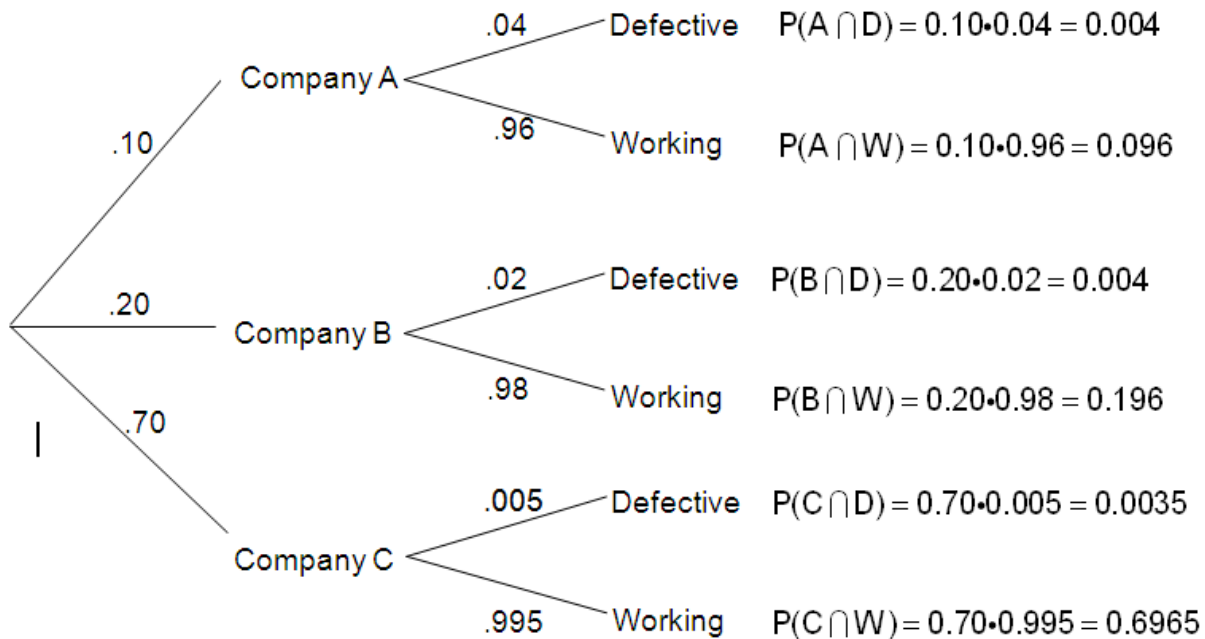 .04 Defective P(A ⋂ D) = 0.10•0.04 = 0.004
Company A
.10
.96 Working P(A ⋂ W) = 0.10•0.96 = 0.096
.02 Defective P(B ⋂ D) = 0.20•0.02 = 0.004
.20
Company B
.98 Working P(B ⋂ W) = 0.20•0.98 = 0.196
.70
.005 Defective P(C ⋂ D) = 0.70•0.005 = 0.0035
Company C
.995 Working P(C ⋂ W) = 0.70•0.995 = 0.6965